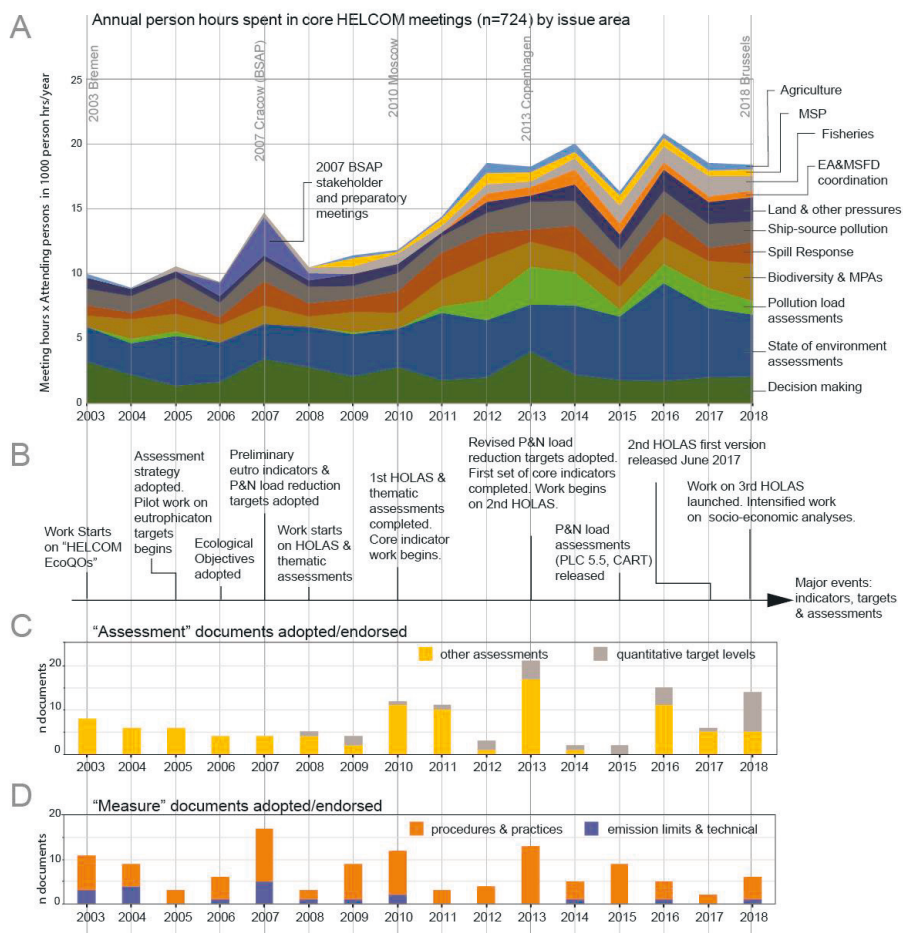 A
Annual person hours spent in core HELCOM meetings (n=724) by issue area
Meeting hours x Attending persons in 1000 person hrs/year
25
20
15
10
5
0
2003 Bremen
2007 Cracow (BSAP)
2010 Moscow
2013 Copenhagen
2018 Brussels
2007 BSAP
stakeholder
and preparatory
meetings
Agriculture
MSP
Fisheries
EA&MSFD
coordination
Land & other pressures
Ship-source pollution
Spill Response
Biodiversity & MPAs
Pollution load
assessments
State of environment
assessments
Decision making
2003 2004 2005 2006 2007 2008 2009 2010 2011 2012 2013 2014 2015 2016 2017 2018
B
Work Starts
on "HELCOM
EcoQOs"
Assessment
strategy
adopted.
Pilot work on
eutrophicaton
targets
begins
Ecological
Objectives
adopted
Preliminary
eutro indicators &
P&N load reduction
targets adopted
Work starts
on HOLAS &
thematic
assessments
1st HOLAS &
thematic
assessments
completed.
Core indicator
work begins.
Revised P&N load
reduction targets adopted.
First set of core indicators
completed. Work begins
on 2nd HOLAS.
P&N load
assessments
(PLC 5.5, CART)
released
2nd HOLAS first version
released June 2017
Work on 3rd HOLAS
launched. Intensified work
on socio-economic analyses.
Major events:
indicators, targets
& assessments
C
"Assessment" documents adopted/endorsed
other assessments
quantitative target levels
n documents
20
10
0
2003 2004 2005 2006 2007 2008 2009 2010 2011 2012 2013 2014 2015 2016 2017 2018
D
"Measure" documents adopted/endorsed
procedures & practices
emission limits & technical
n documents
20
10
0
2003 2004 2005 2006 2007 2008 2009 2010 2011 2012 2013 2014 2015 2016 2017 2018